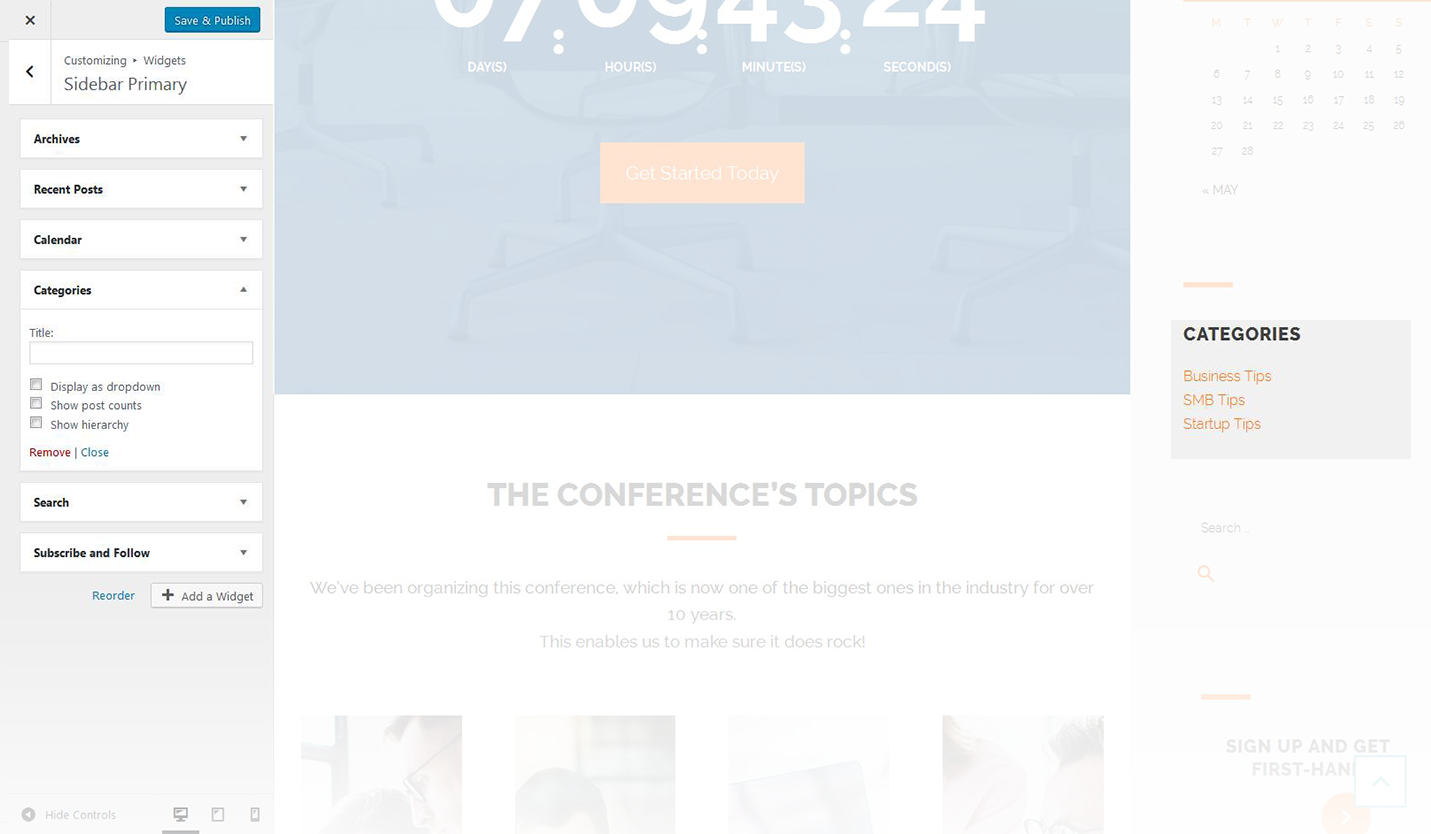 Save & Publish
Customizing ▸ Widgets
Sidebar Primary
Archives
Recent Posts
Calendar
Categories
Title:
Display as dropdown
Show post counts
Show hierarchy
Remove | Close
Search
Subscribe and Follow
Reorder
Add a Widget
Hide Controls
07 : 09 : 43 : 24
DAY(S) HOUR(S) MINUTE(S) SECOND(S)
Get Started Today
THE CONFERENCE'S TOPICS
We've been organizing this conference, which is now one of the biggest ones in the industry for over
10 years.
This enables us to make sure it does rock!
M T W T F S S
1 2 3 4 5
6 7 8 9 10 11 12
13 14 15 16 17 18 19
20 21 22 23 24 25 26
27 28
« MAY
CATEGORIES
Business Tips
SMB Tips
Startup Tips
Search …
SIGN UP AND GET
FIRST-HAN